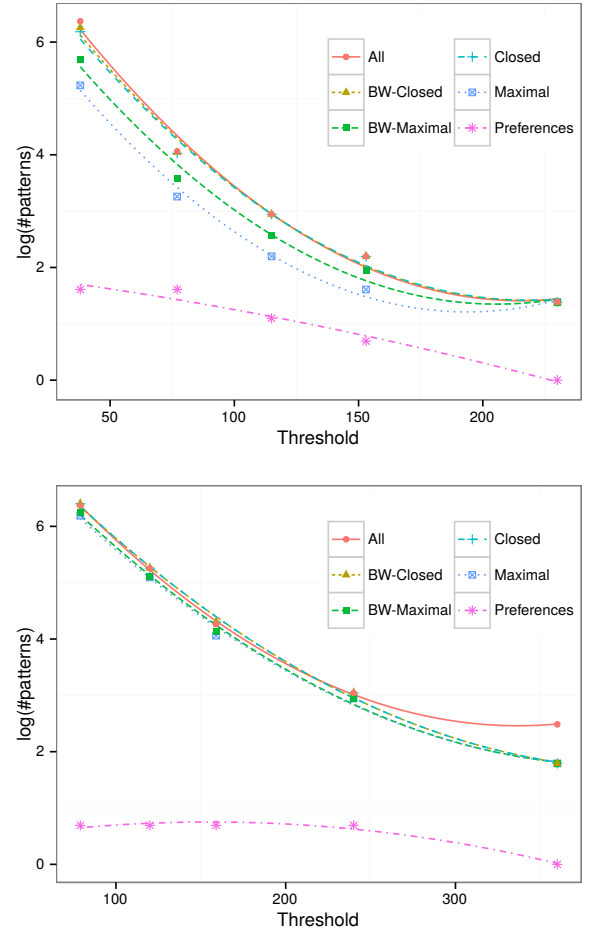 log(#patterns)
6
4
2
0
All
Closed
BW-Closed
Maximal
BW-Maximal
Preferences
50
100
150
200
Threshold
log(#patterns)
6
4
2
0
All
Closed
BW-Closed
Maximal
BW-Maximal
Preferences
100
200
300
Threshold